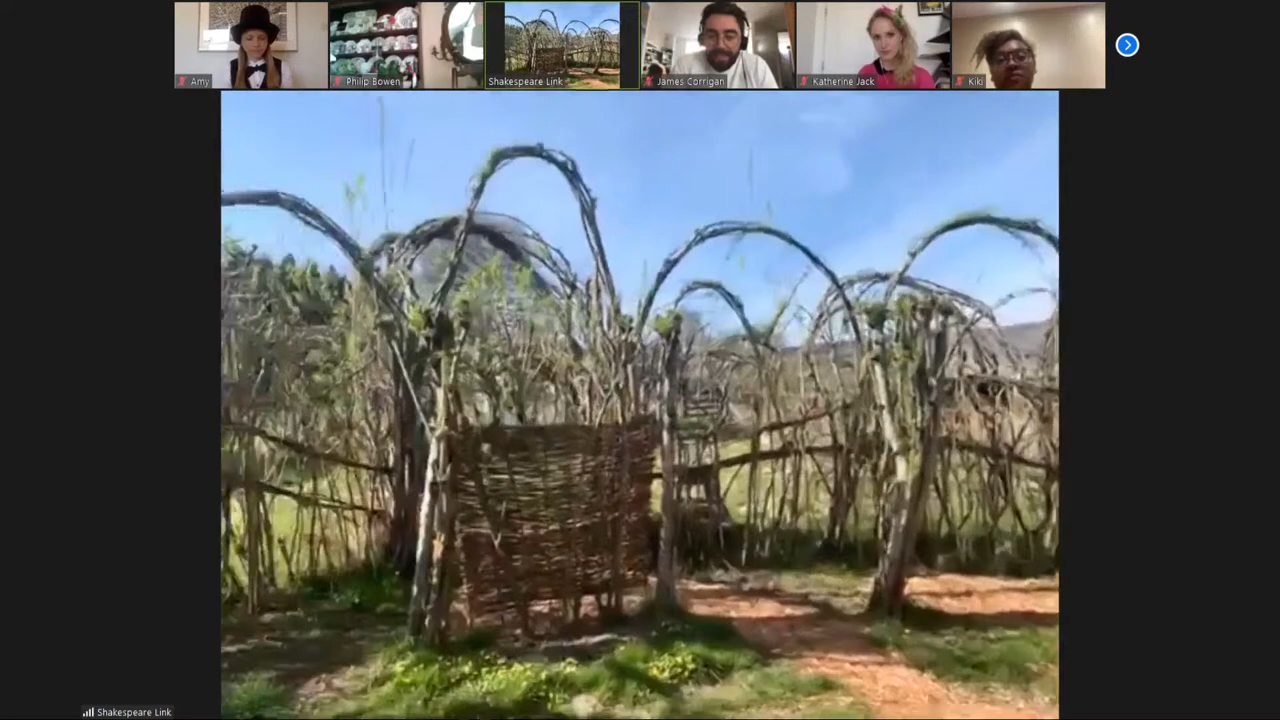 Amy
Philip Bowen
Shakespeare Link
James Corrigan
Katherine Jack
Kiki
Shakespeare Link